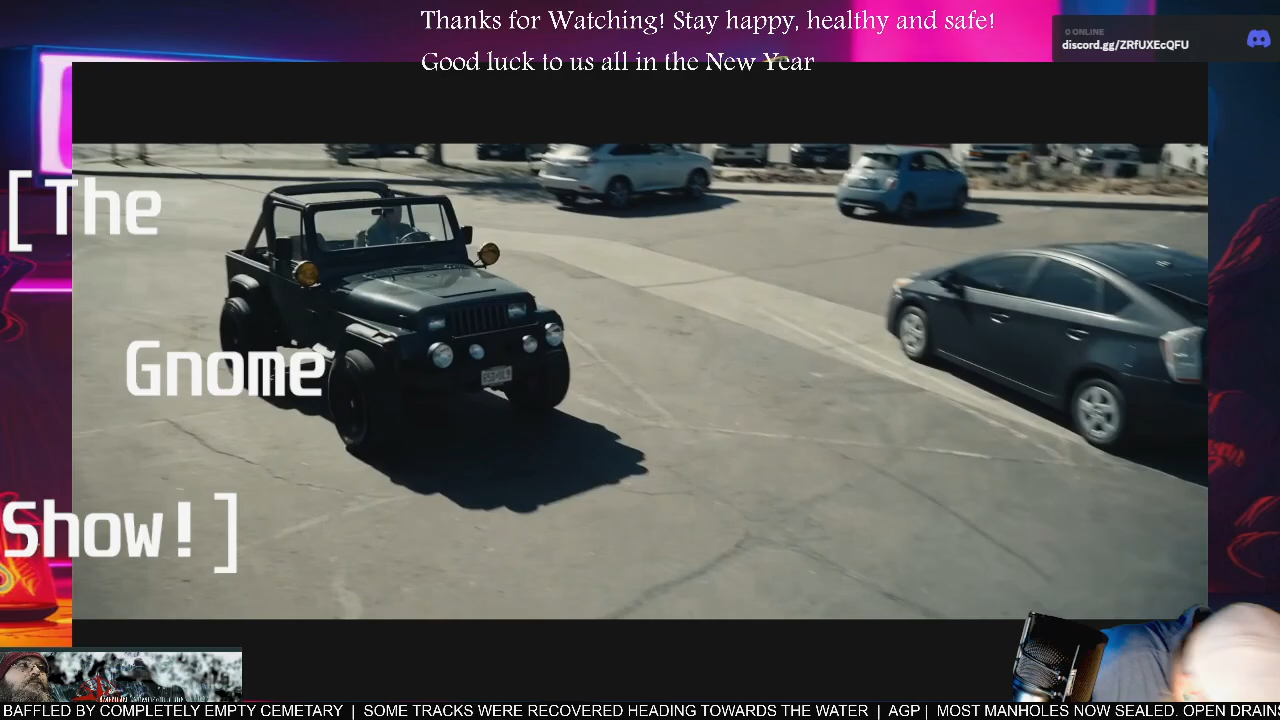 Thanks for Watching! Stay happy, healthy and safe!
Good luck to us all in the New Year
0 ONLINE
discord.gg/ZRfUXEcQFU
[The
Gnome
Show!]
BAFFLED BY COMPLETELY EMPTY CEMETARY | SOME TRACKS WERE RECOVERED HEADING TOWARDS THE WATER | AGP | MOST MANHOLES NOW SEALED. OPEN DRAINS